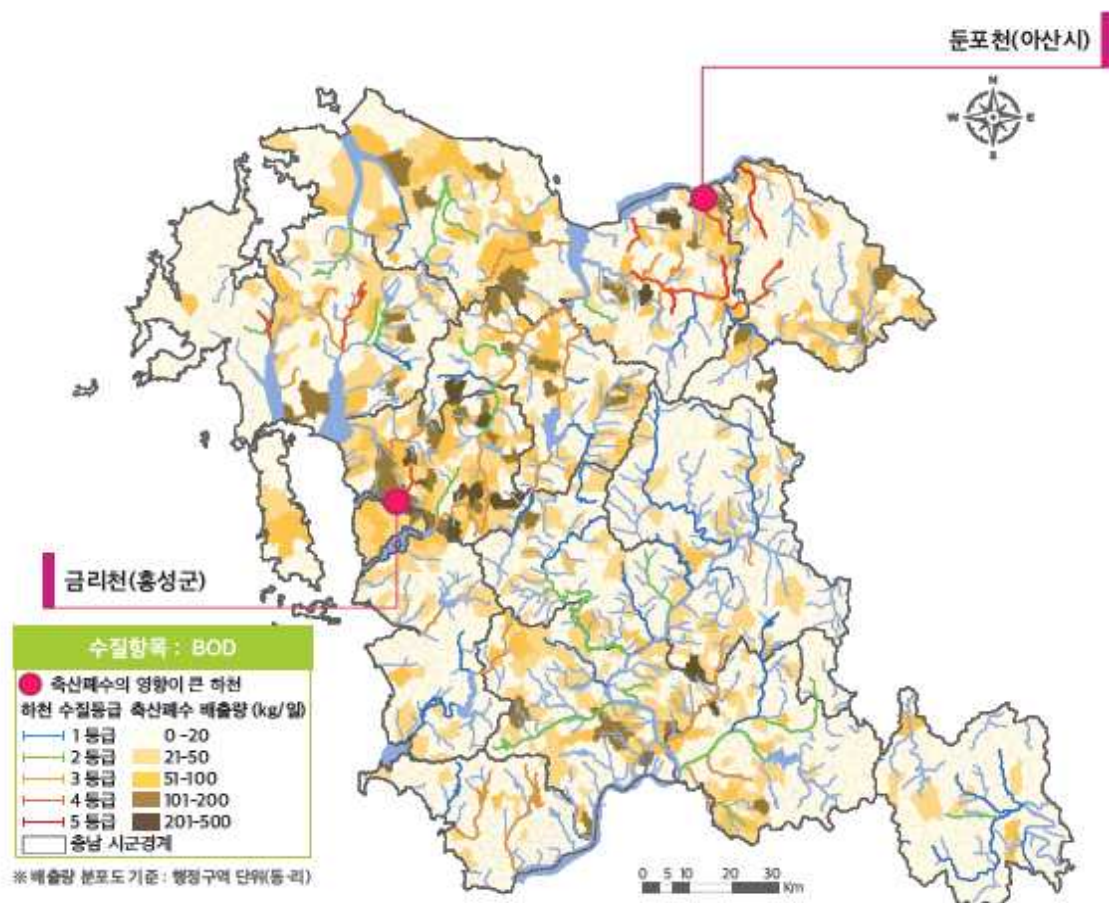 둔포천(아산시)
N
W E
S
금리천(홍성군)
수질항목 : BOD
축산폐수의 영향이 큰 하천
하천 수질등급 축산폐수 배출량 (kg/일)
1 등급 0 -20
2 등급 21-50
3 등급 51-100
4 등급 101-200
5 등급 201-500
충남 시군경계
※ 배출량 분포도 기준 : 행정구역 단위(동·리)
0 5 10 20 30
Km